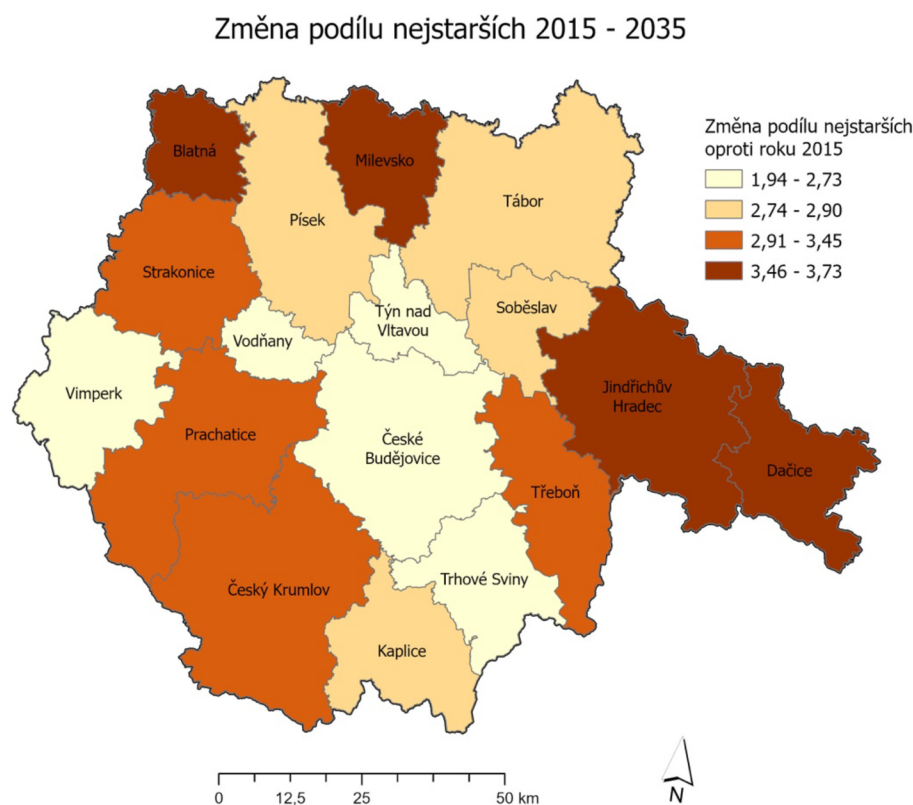 Změna podílu nejstarších 2015 - 2035
Změna podílu nejstarších
oproti roku 2015
1,94 - 2,73
2,74 - 2,90
2,91 - 3,45
3,46 - 3,73
Blatná
Milevsko
Tábor
Písek
Strakonice
Týn nad
Vltavou
Soběslav
Vodňany
Vimperk
Jindřichův
Hradec
Prachatice
České
Budějovice
Dačice
Třeboň
Trhové Sviny
Český Krumlov
Kaplice
0 12,5 25 50 km
N